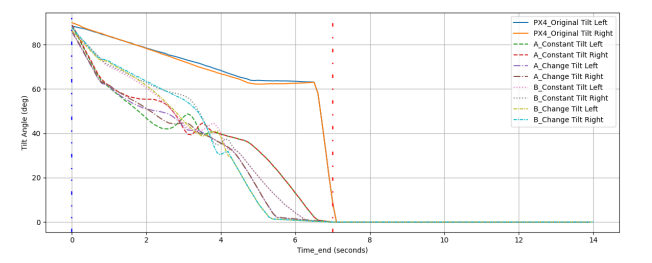 PX4_Original Tilt Left
PX4_Original Tilt Right
A_Constant Tilt Left
A_Constant Tilt Right
A_Change Tilt Left
A_Change Tilt Right
B_Constant Tilt Left
B_Constant Tilt Right
B_Change Tilt Left
B_Change Tilt Right
80
60
40
20
0
Tilt Angle (deg)
0 2 4 6 8 10 12 14
Time_end (seconds)